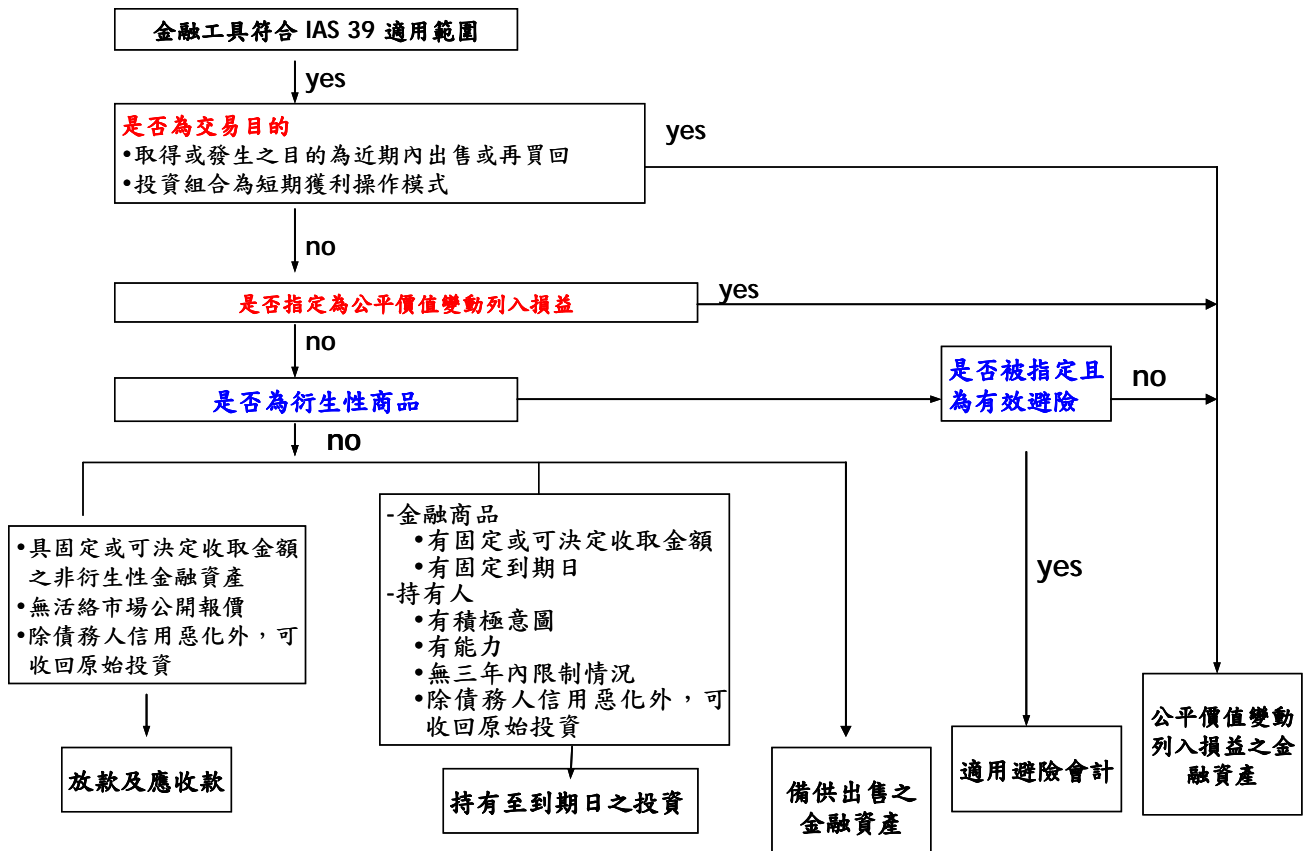 金融工具符合 IAS 39 適用範圍
yes
是否為交易目的
•取得或發生之目的為近期內出售或再買回
•投資組合為短期獲利操作模式
yes
no
是否指定為公平價值變動列入損益
yes
no
是否為衍生性商品
是否被指定且
為有效避險
no
no
•具固定或可決定收取金額
之非衍生性金融資產
•無活絡市場公開報價
•除債務人信用惡化外，可
收回原始投資
-金融商品
•有固定或可決定收取金額
•有固定到期日
-持有人
•有積極意圖
•有能力
•無三年內限制情況
•除債務人信用惡化外，可
收回原始投資
yes
放款及應收款
持有至到期日之投資
備供出售之
金融資產
適用避險會計
公平價值變動
列入損益之金
融資產